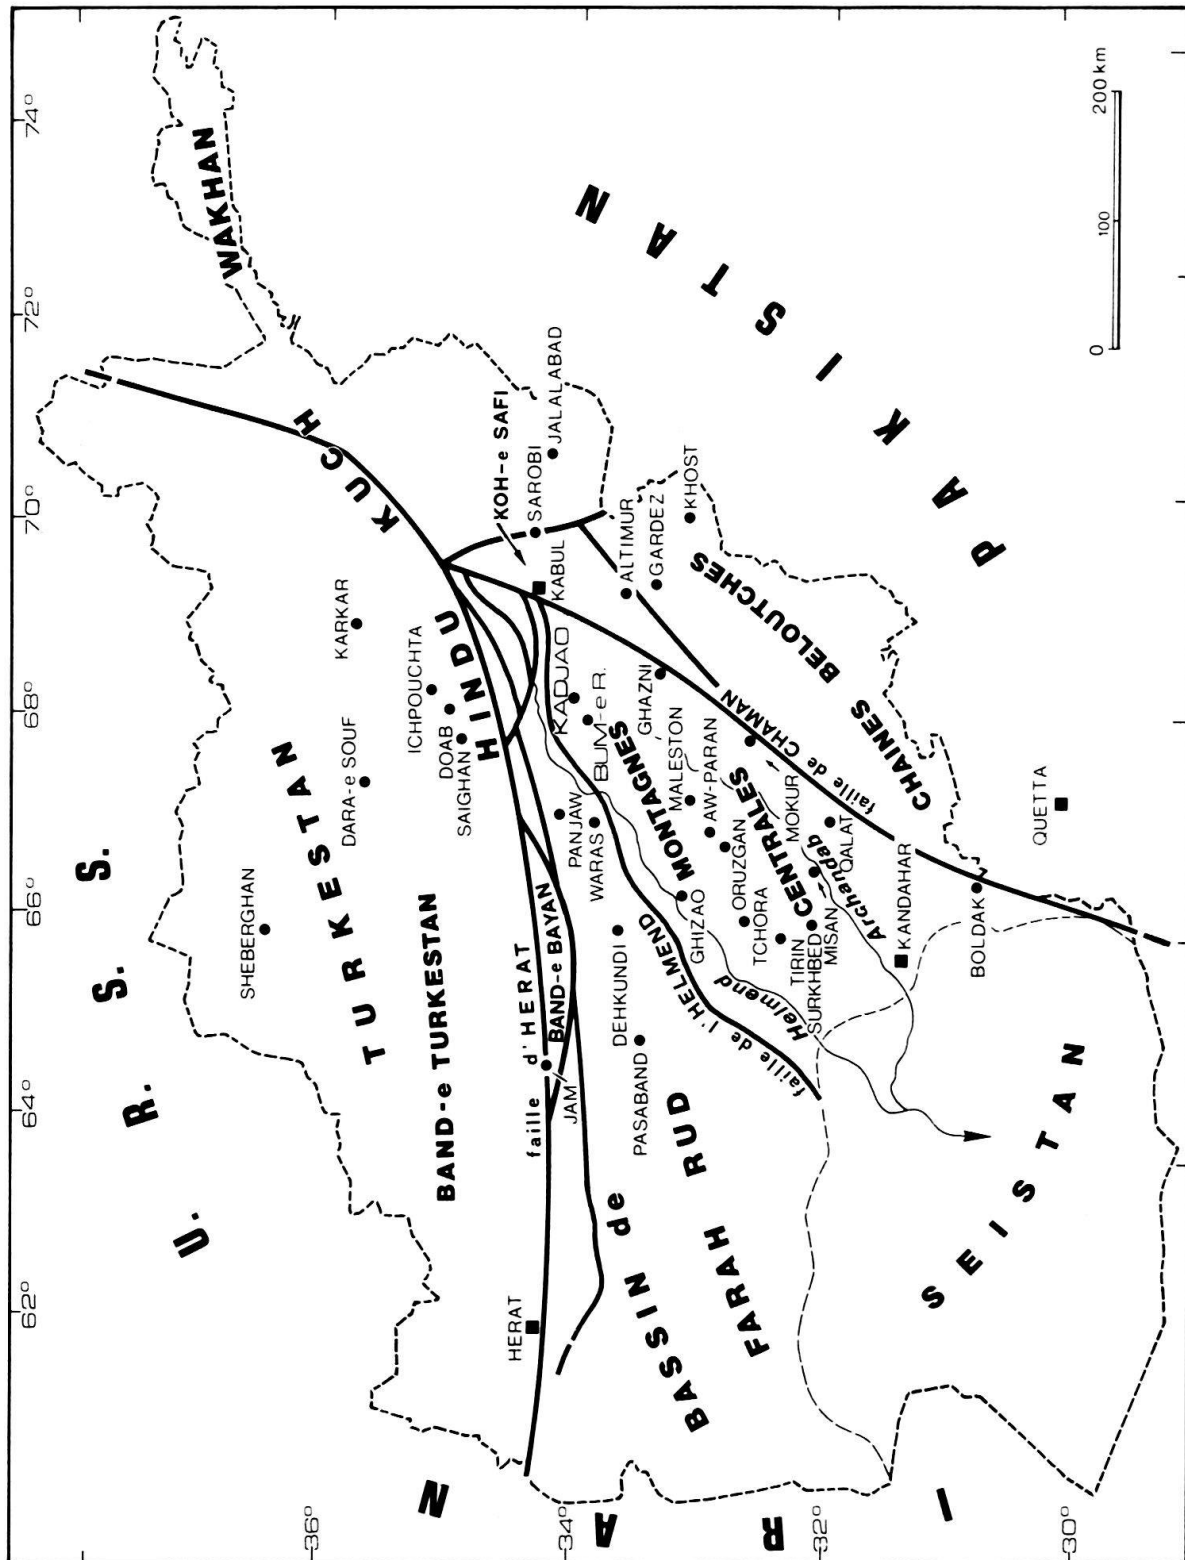 62°
64°
66°
68°
70°
72°
74°
36°
34°
32°
30°
U. R. S. S.
IRAN
PAKISTAN
WAKHAN
TURKESTAN
BAND-e TURKESTAN
HINDU KUCH
SHEBERGHAN
DARA-e SOUF
KARKAR
ICHPOUCHTA
DOAB
SAIGHAN
HERAT
faille d'HERAT
JAM
BAND-e BAYAN
KOH-e SAFI
SAROBI
JALALABAD
KABUL
KADJAO
BUM-e R.
PANJAW
WARAS
DEHKUNDI
PASABAND
BASSIN de
FARAH RUD
faille de l'HELMEND
Helmend
MONTAGNES
CENTRALES
GHAZNI
MALESTON
AW-PARAN
ORUZGAN
GHIZAO
TCHORA
TIRIN
SURKHBED
MISAN
MOKUR
QALAT
Archandab
ALTIMUR
GARDEZ
KHOST
faille de CHAMAN
CHAINES BELOUTCHES
KANDAHAR
BOLDAK
QUETTA
SEISTAN
0 100 200 km